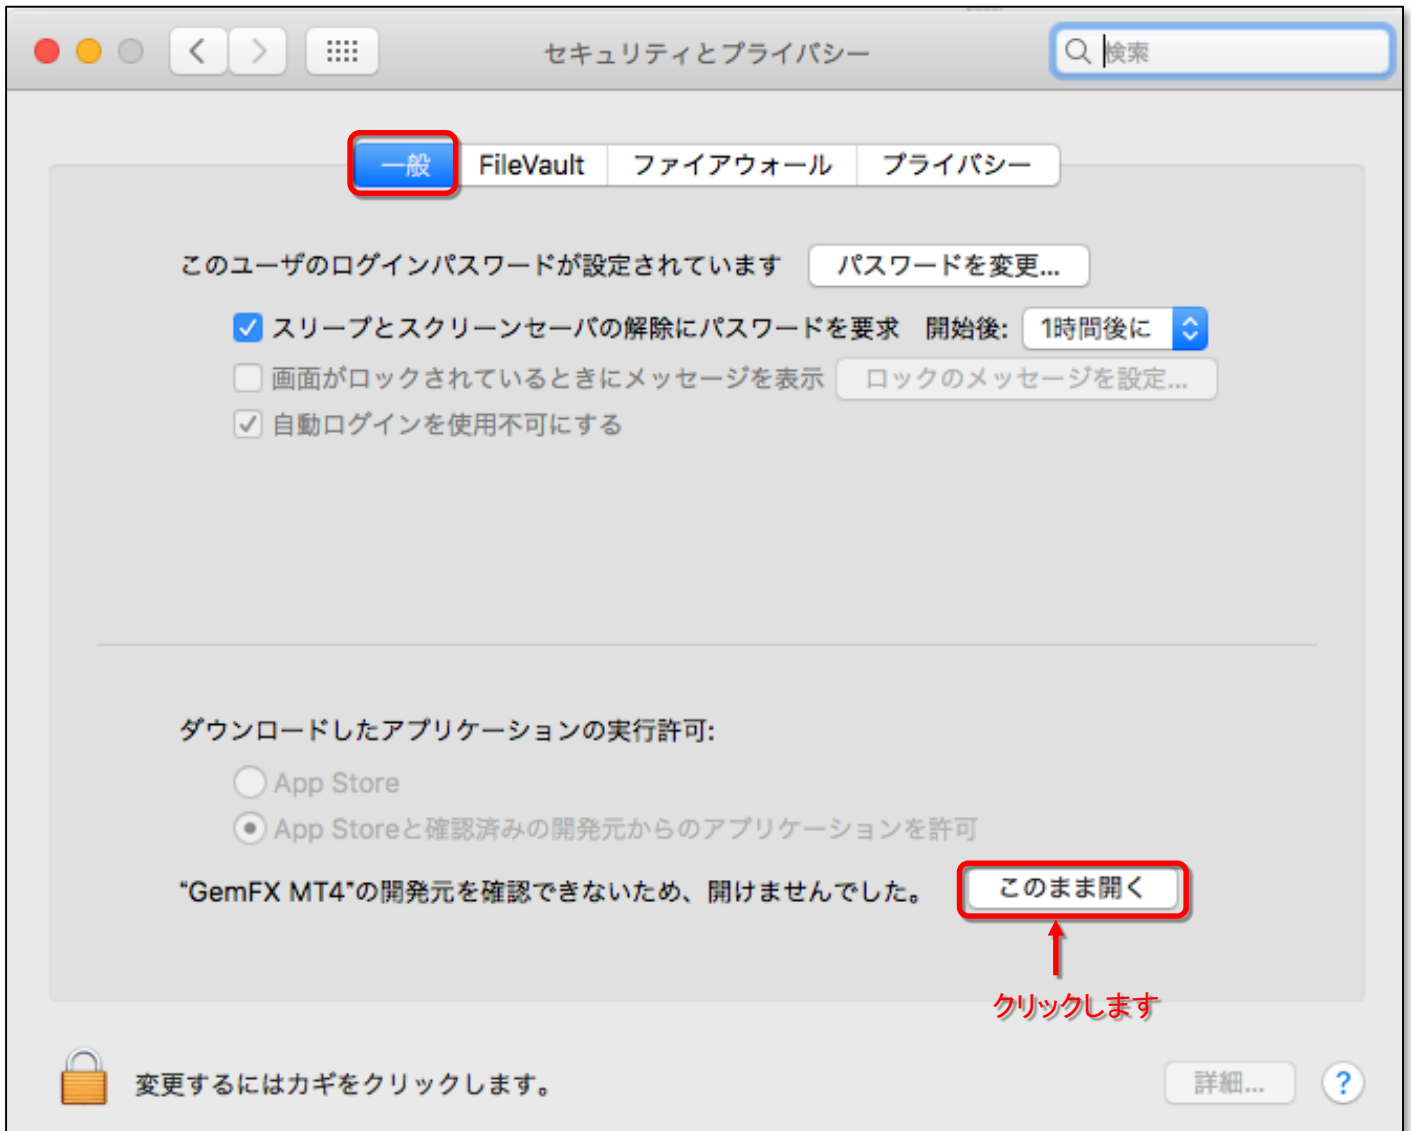 セキュリティとプライバシー
検索
一般 FileVault ファイアウォール プライバシー
このユーザのログインパスワードが設定されています パスワードを変更...
スリープとスクリーンセーバの解除にパスワードを要求 開始後: 1時間後に
画面がロックされているときにメッセージを表示 ロックのメッセージを設定...
自動ログインを使用不可にする
ダウンロードしたアプリケーションの実行許可:
App Store
App Storeと確認済みの開発元からのアプリケーションを許可
“GemFX MT4”の開発元を確認できないため、開けませんでした。 このまま開く
クリックします
変更するにはカギをクリックします。 詳細... ?